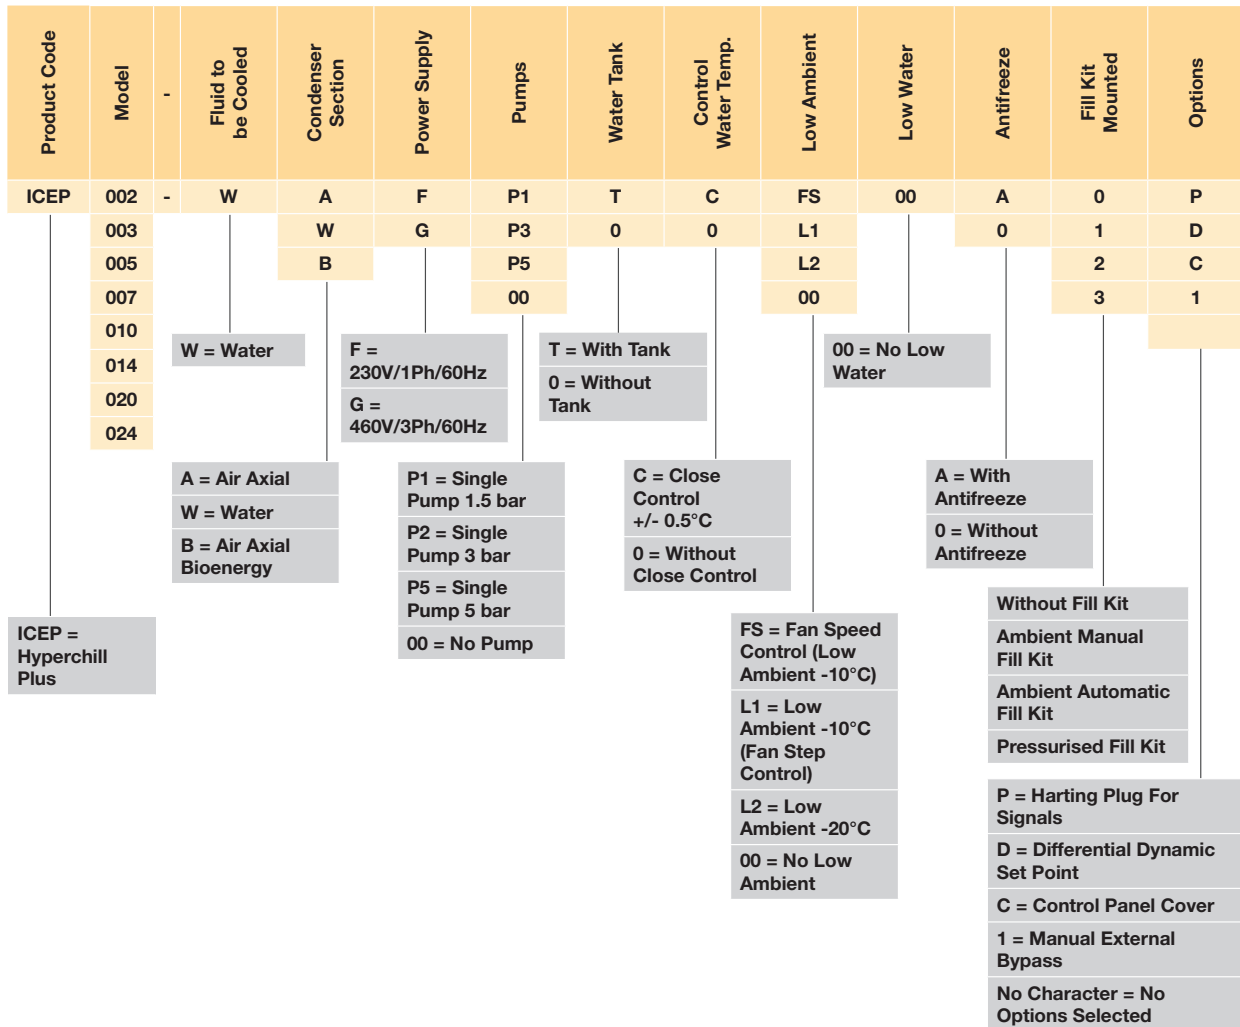 Product Code
Model
-
Fluid to
be Cooled
Condenser
Section
Power Supply
Pumps
Water Tank
Control
Water Temp.
Low Ambient
Low Water
Antifreeze
Fill Kit
Mounted
Options
ICEP 002 - W A F P1 T C FS 00 A 0 P
003 W G P3 0 0 L1 0 1 D
005 B P5 L2 2 C
007 00 00 3 1
010
014
020
024
W = Water
F =
230V/1Ph/60Hz
G =
460V/3Ph/60Hz
T = With Tank
0 = Without
Tank
00 = No Low
Water
A = Air Axial
W = Water
B = Air Axial
Bioenergy
P1 = Single
Pump 1.5 bar
P2 = Single
Pump 3 bar
P5 = Single
Pump 5 bar
00 = No Pump
C = Close
Control
+/- 0.5°C
0 = Without
Close Control
A = With
Antifreeze
0 = Without
Antifreeze
ICEP =
Hyperchill
Plus
FS = Fan Speed
Control (Low
Ambient -10°C)
L1 = Low
Ambient -10°C
(Fan Step
Control)
L2 = Low
Ambient -20°C
00 = No Low
Ambient
Without Fill Kit
Ambient Manual
Fill Kit
Ambient Automatic
Fill Kit
Pressurised Fill Kit
P = Harting Plug For
Signals
D = Differential Dynamic
Set Point
C = Control Panel Cover
1 = Manual External
Bypass
No Character = No
Options Selected